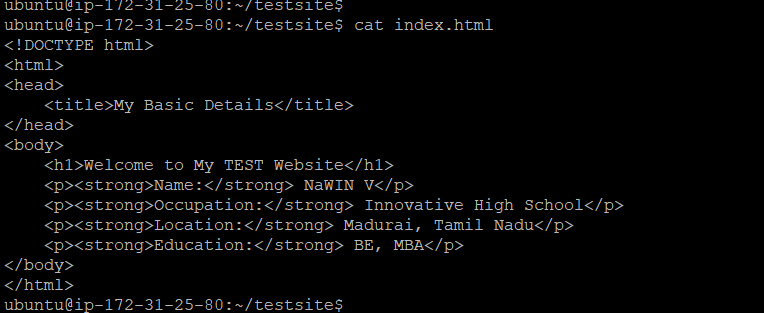 ubuntu@ip-172-31-25-80:~/testsite$
ubuntu@ip-172-31-25-80:~/testsite$ cat index.html
<!DOCTYPE html>
<html>
<head>
    <title>My Basic Details</title>
</head>
<body>
    <h1>Welcome to My TEST Website</h1>
    <p><strong>Name:</strong> NaWIN V</p>
    <p><strong>Occupation:</strong> Innovative High School</p>
    <p><strong>Location:</strong> Madurai, Tamil Nadu</p>
    <p><strong>Education:</strong> BE, MBA</p>
</body>
</html>
ubuntu@ip-172-31-25-80:~/testsite$